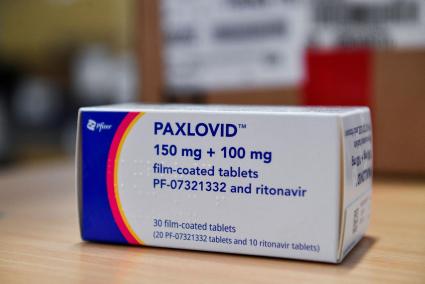 Pfizer
PAXLOVID™
150 mg + 100 mg
film-coated tablets
PF-07321332 and ritonavir
30 film-coated tablets
(20 PF-07321332 tablets and 10 ritonavir tablets)